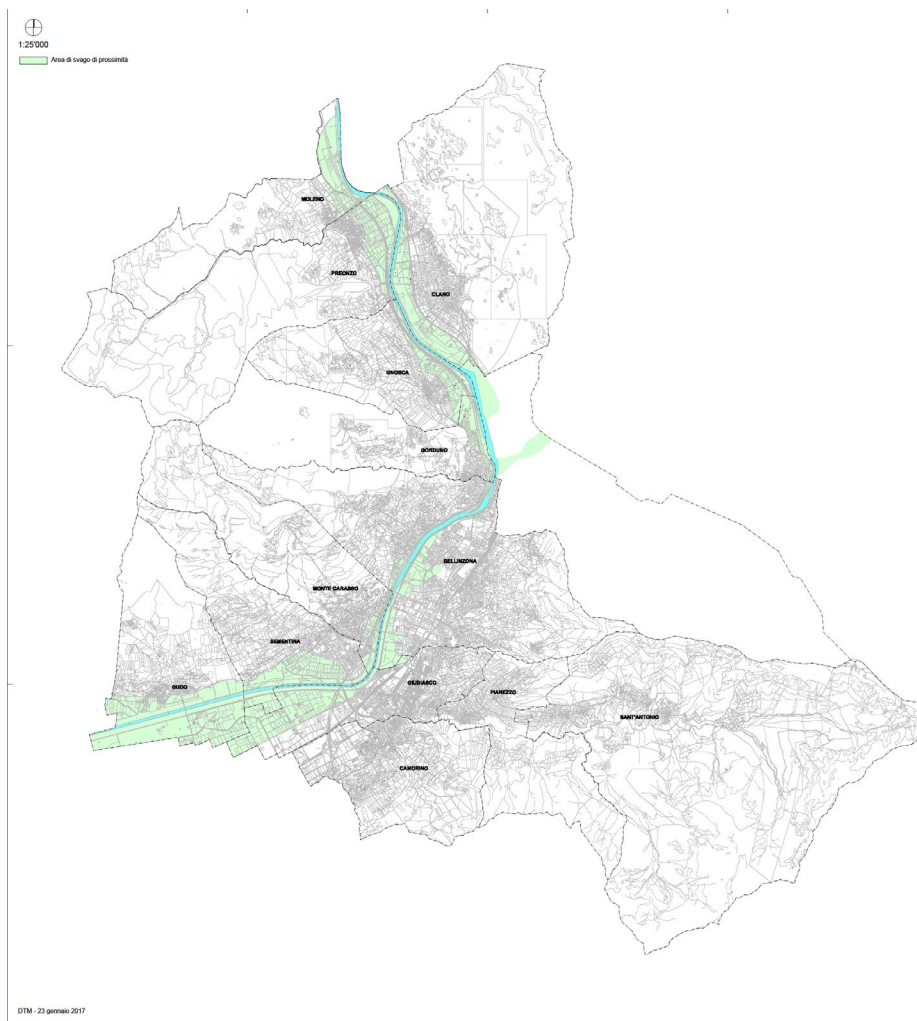 1:25'000
Area di svago di prossimità
MOLENO
PREONZO
CLARO
GNOSCA
GORDUNO
BELLINZONA
MONTE CARASSO
SEMENTINA
GUDO
GIUBIASCO
PIANEZZO
SANT'ANTONIO
CAMORINO
DTM - 23 gennaio 2017